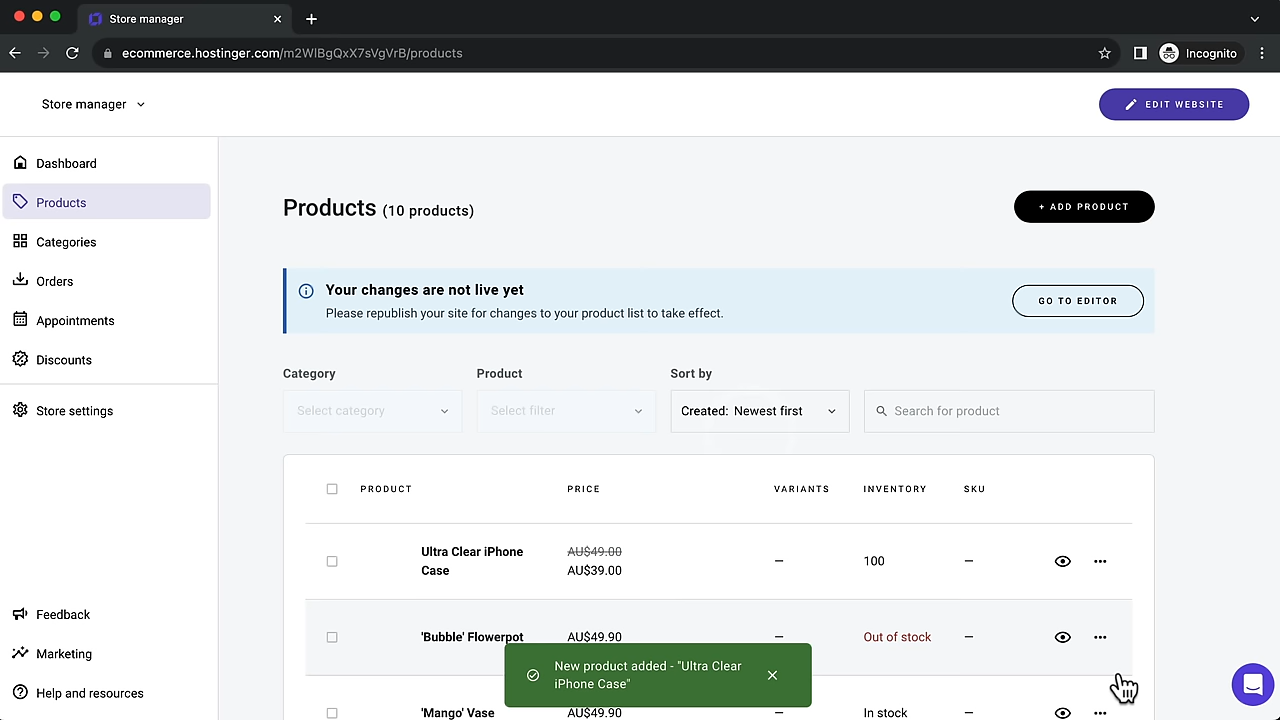 Store manager
ecommerce.hostinger.com/m2WlBgQxX7sVgVrB/products
Incognito
Store manager
EDIT WEBSITE
Dashboard
Products
Categories
Orders
Appointments
Discounts
Store settings
Feedback
Marketing
Help and resources
Products (10 products)
+ ADD PRODUCT
Your changes are not live yet
Please republish your site for changes to your product list to take effect.
GO TO EDITOR
Category
Product
Sort by
Select category
Select filter
Created: Newest first
Search for product
PRODUCT
PRICE
VARIANTS
INVENTORY
SKU
Ultra Clear iPhone
Case
AU$49.00
AU$39.00
–
100
–
'Bubble' Flowerpot
AU$49.90
–
Out of stock
–
'Mango' Vase
AU$49.90
–
In stock
–
New product added - "Ultra Clear
iPhone Case"